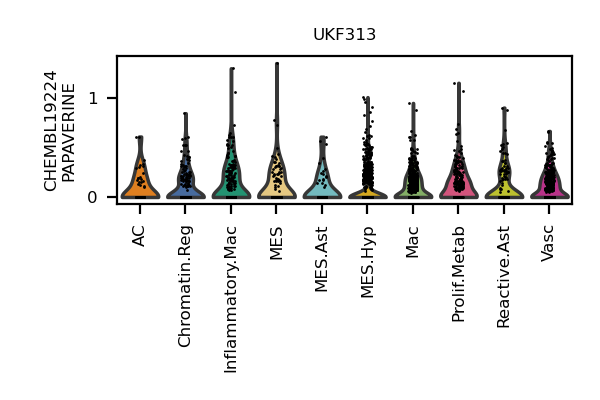 UKF313
CHEMBL19224
PAPAVERINE
1
0
AC
Chromatin.Reg
Inflammatory.Mac
MES
MES.Ast
MES.Hyp
Mac
Prolif.Metab
Reactive.Ast
Vasc